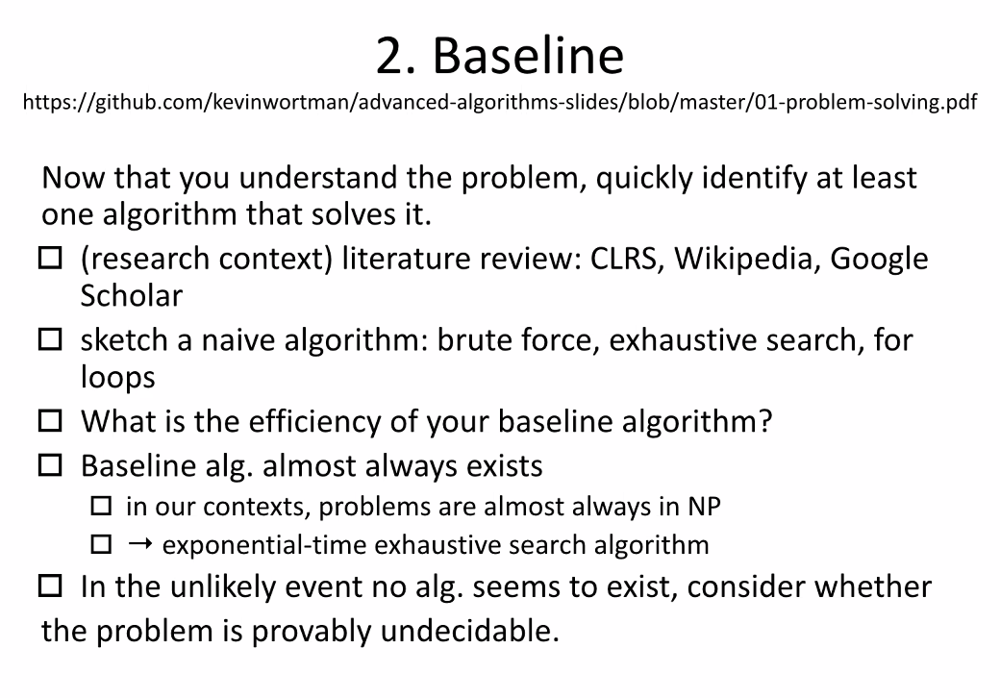 2. Baseline
https://github.com/kevinwortman/advanced-algorithms-slides/blob/master/01-problem-solving.pdf
Now that you understand the problem, quickly identify at least
one algorithm that solves it.
☐ (research context) literature review: CLRS, Wikipedia, Google
Scholar
☐ sketch a naive algorithm: brute force, exhaustive search, for
loops
☐ What is the efficiency of your baseline algorithm?
☐ Baseline alg. almost always exists
☐ in our contexts, problems are almost always in NP
☐ → exponential-time exhaustive search algorithm
☐ In the unlikely event no alg. seems to exist, consider whether
the problem is provably undecidable.